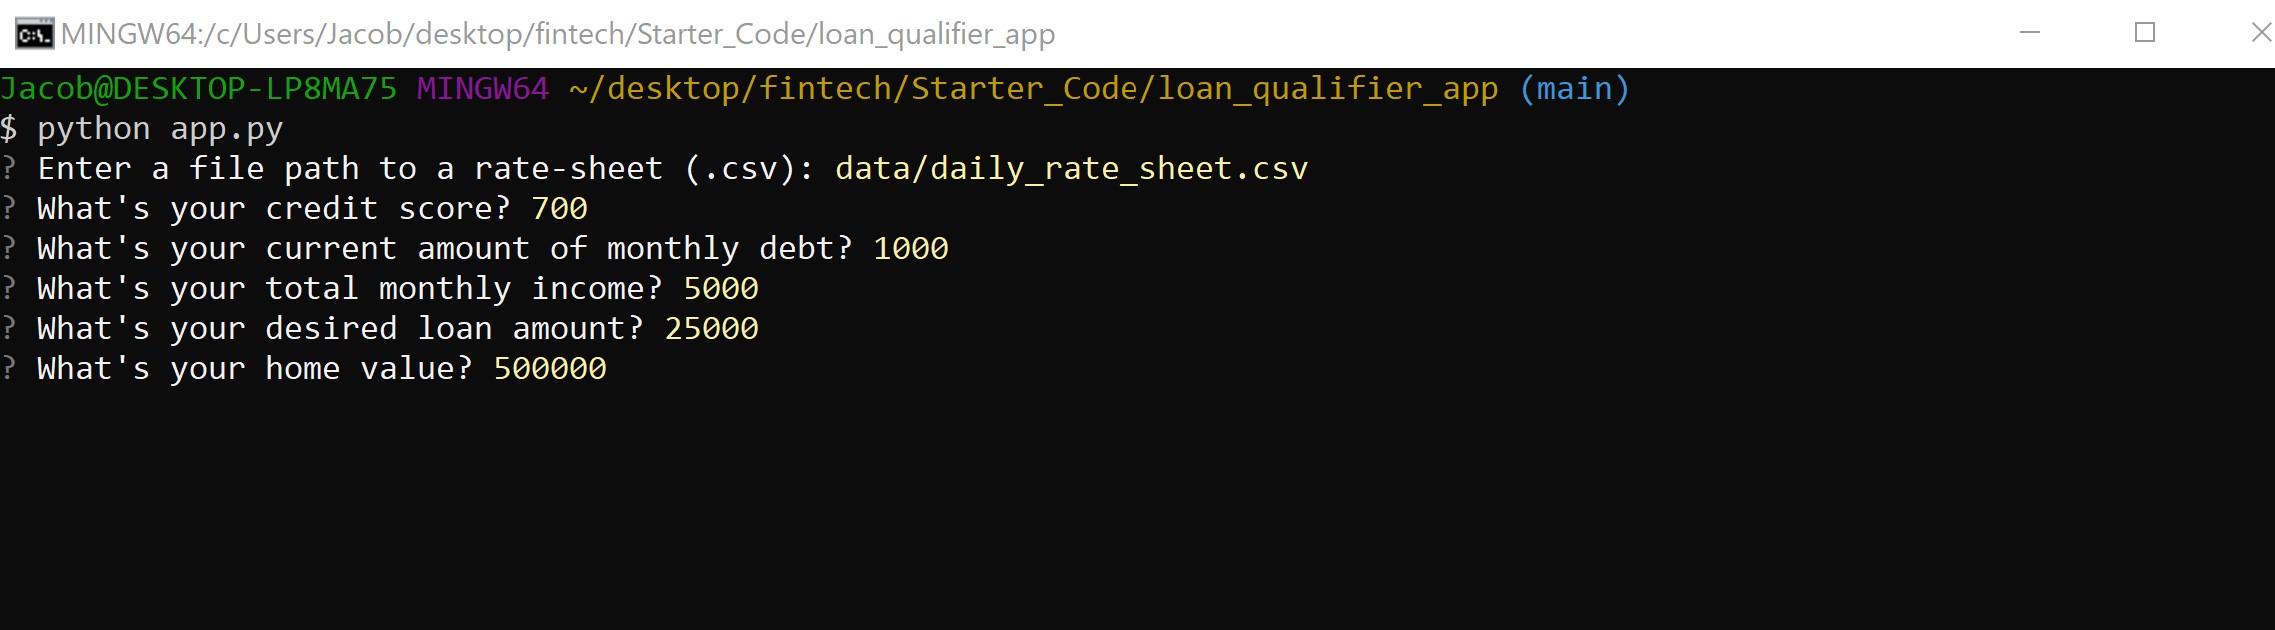 MINGW64:/c/Users/Jacob/desktop/fintech/Starter_Code/loan_qualifier_app
Jacob@DESKTOP-LP8MA75 MINGW64 ~/desktop/fintech/Starter_Code/loan_qualifier_app (main)
$ python app.py
? Enter a file path to a rate-sheet (.csv): data/daily_rate_sheet.csv
? What's your credit score? 700
? What's your current amount of monthly debt? 1000
? What's your total monthly income? 5000
? What's your desired loan amount? 25000
? What's your home value? 500000